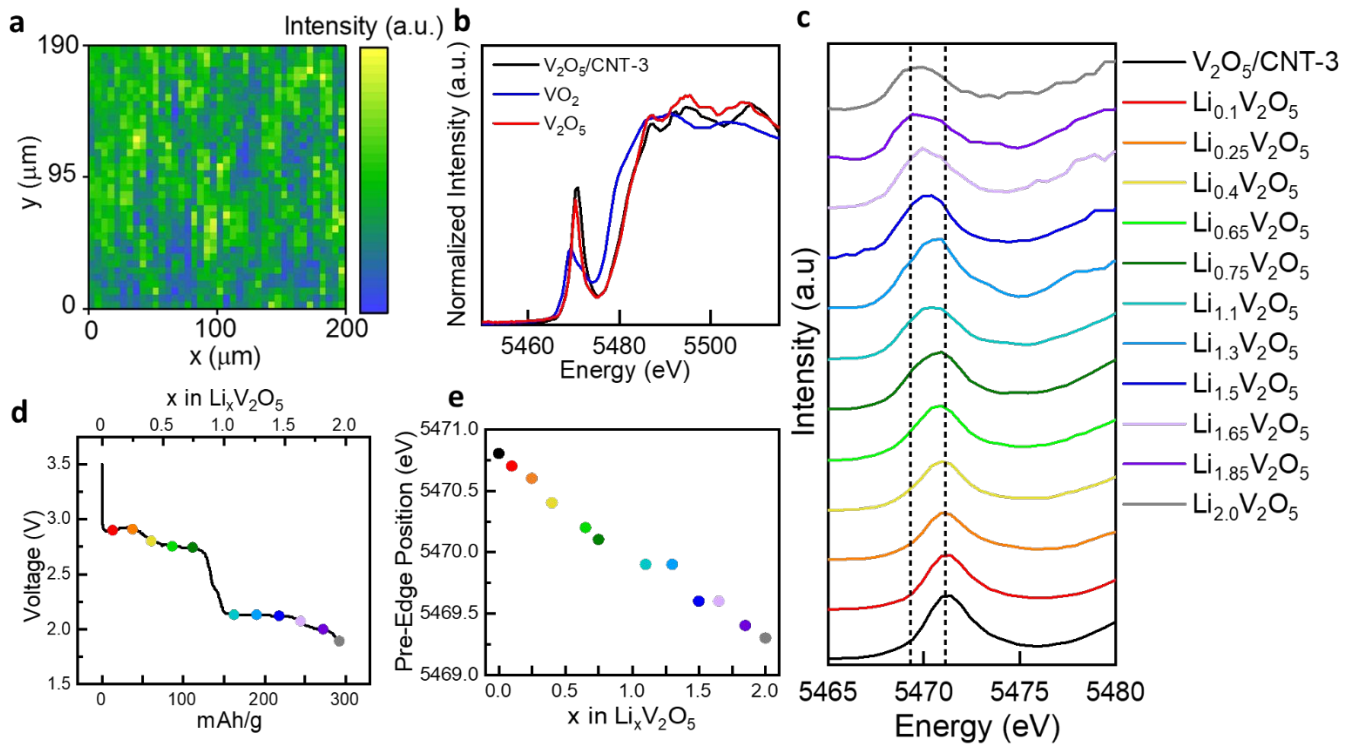 a
Intensity (a.u.)
190
95
0
y (μm)
0
100
200
x (μm)
b
V₂O₅/CNT-3
VO₂
V₂O₅
Normalized Intensity (a.u.)
5460
5480
5500
Energy (eV)
c
Intensity (a.u)
5465
5470
5475
5480
Energy (eV)
V₂O₅/CNT-3
Li₀.₁V₂O₅
Li₀.₂₅V₂O₅
Li₀.₄V₂O₅
Li₀.₆₅V₂O₅
Li₀.₇₅V₂O₅
Li₁.₁V₂O₅
Li₁.₃V₂O₅
Li₁.₅V₂O₅
Li₁.₆₅V₂O₅
Li₁.₈₅V₂O₅
Li₂.₀V₂O₅
d
x in LiₓV₂O₅
0.0 0.5 1.0 1.5 2.0
3.5
3.0
2.5
2.0
1.5
Voltage (V)
0 100 200 300
mAh/g
e
5471.0
5470.5
5470.0
5469.5
5469.0
Pre-Edge Position (eV)
0.0 0.5 1.0 1.5 2.0
x in LiₓV₂O₅